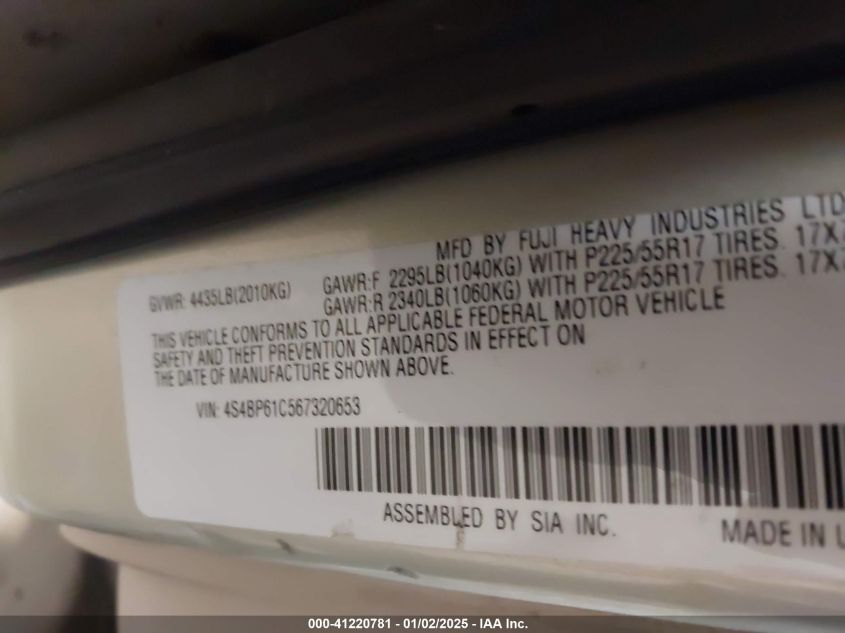 MFD BY FUJI HEAVY INDUSTRIES LTD
GVWR: 4435LB(2010KG)
GAWR:F 2295LB(1040KG) WITH P225/55R17 TIRES. 17X7
GAWR:R 2340LB(1060KG) WITH P225/55R17 TIRES. 17X7
THIS VEHICLE CONFORMS TO ALL APPLICABLE FEDERAL MOTOR VEHICLE
SAFETY AND THEFT PREVENTION STANDARDS IN EFFECT ON
THE DATE OF MANUFACTURE SHOWN ABOVE.
VIN: 4S4BP61C567320653
ASSEMBLED BY SIA INC. MADE IN U
000-41220781 - 01/02/2025 - IAA Inc.